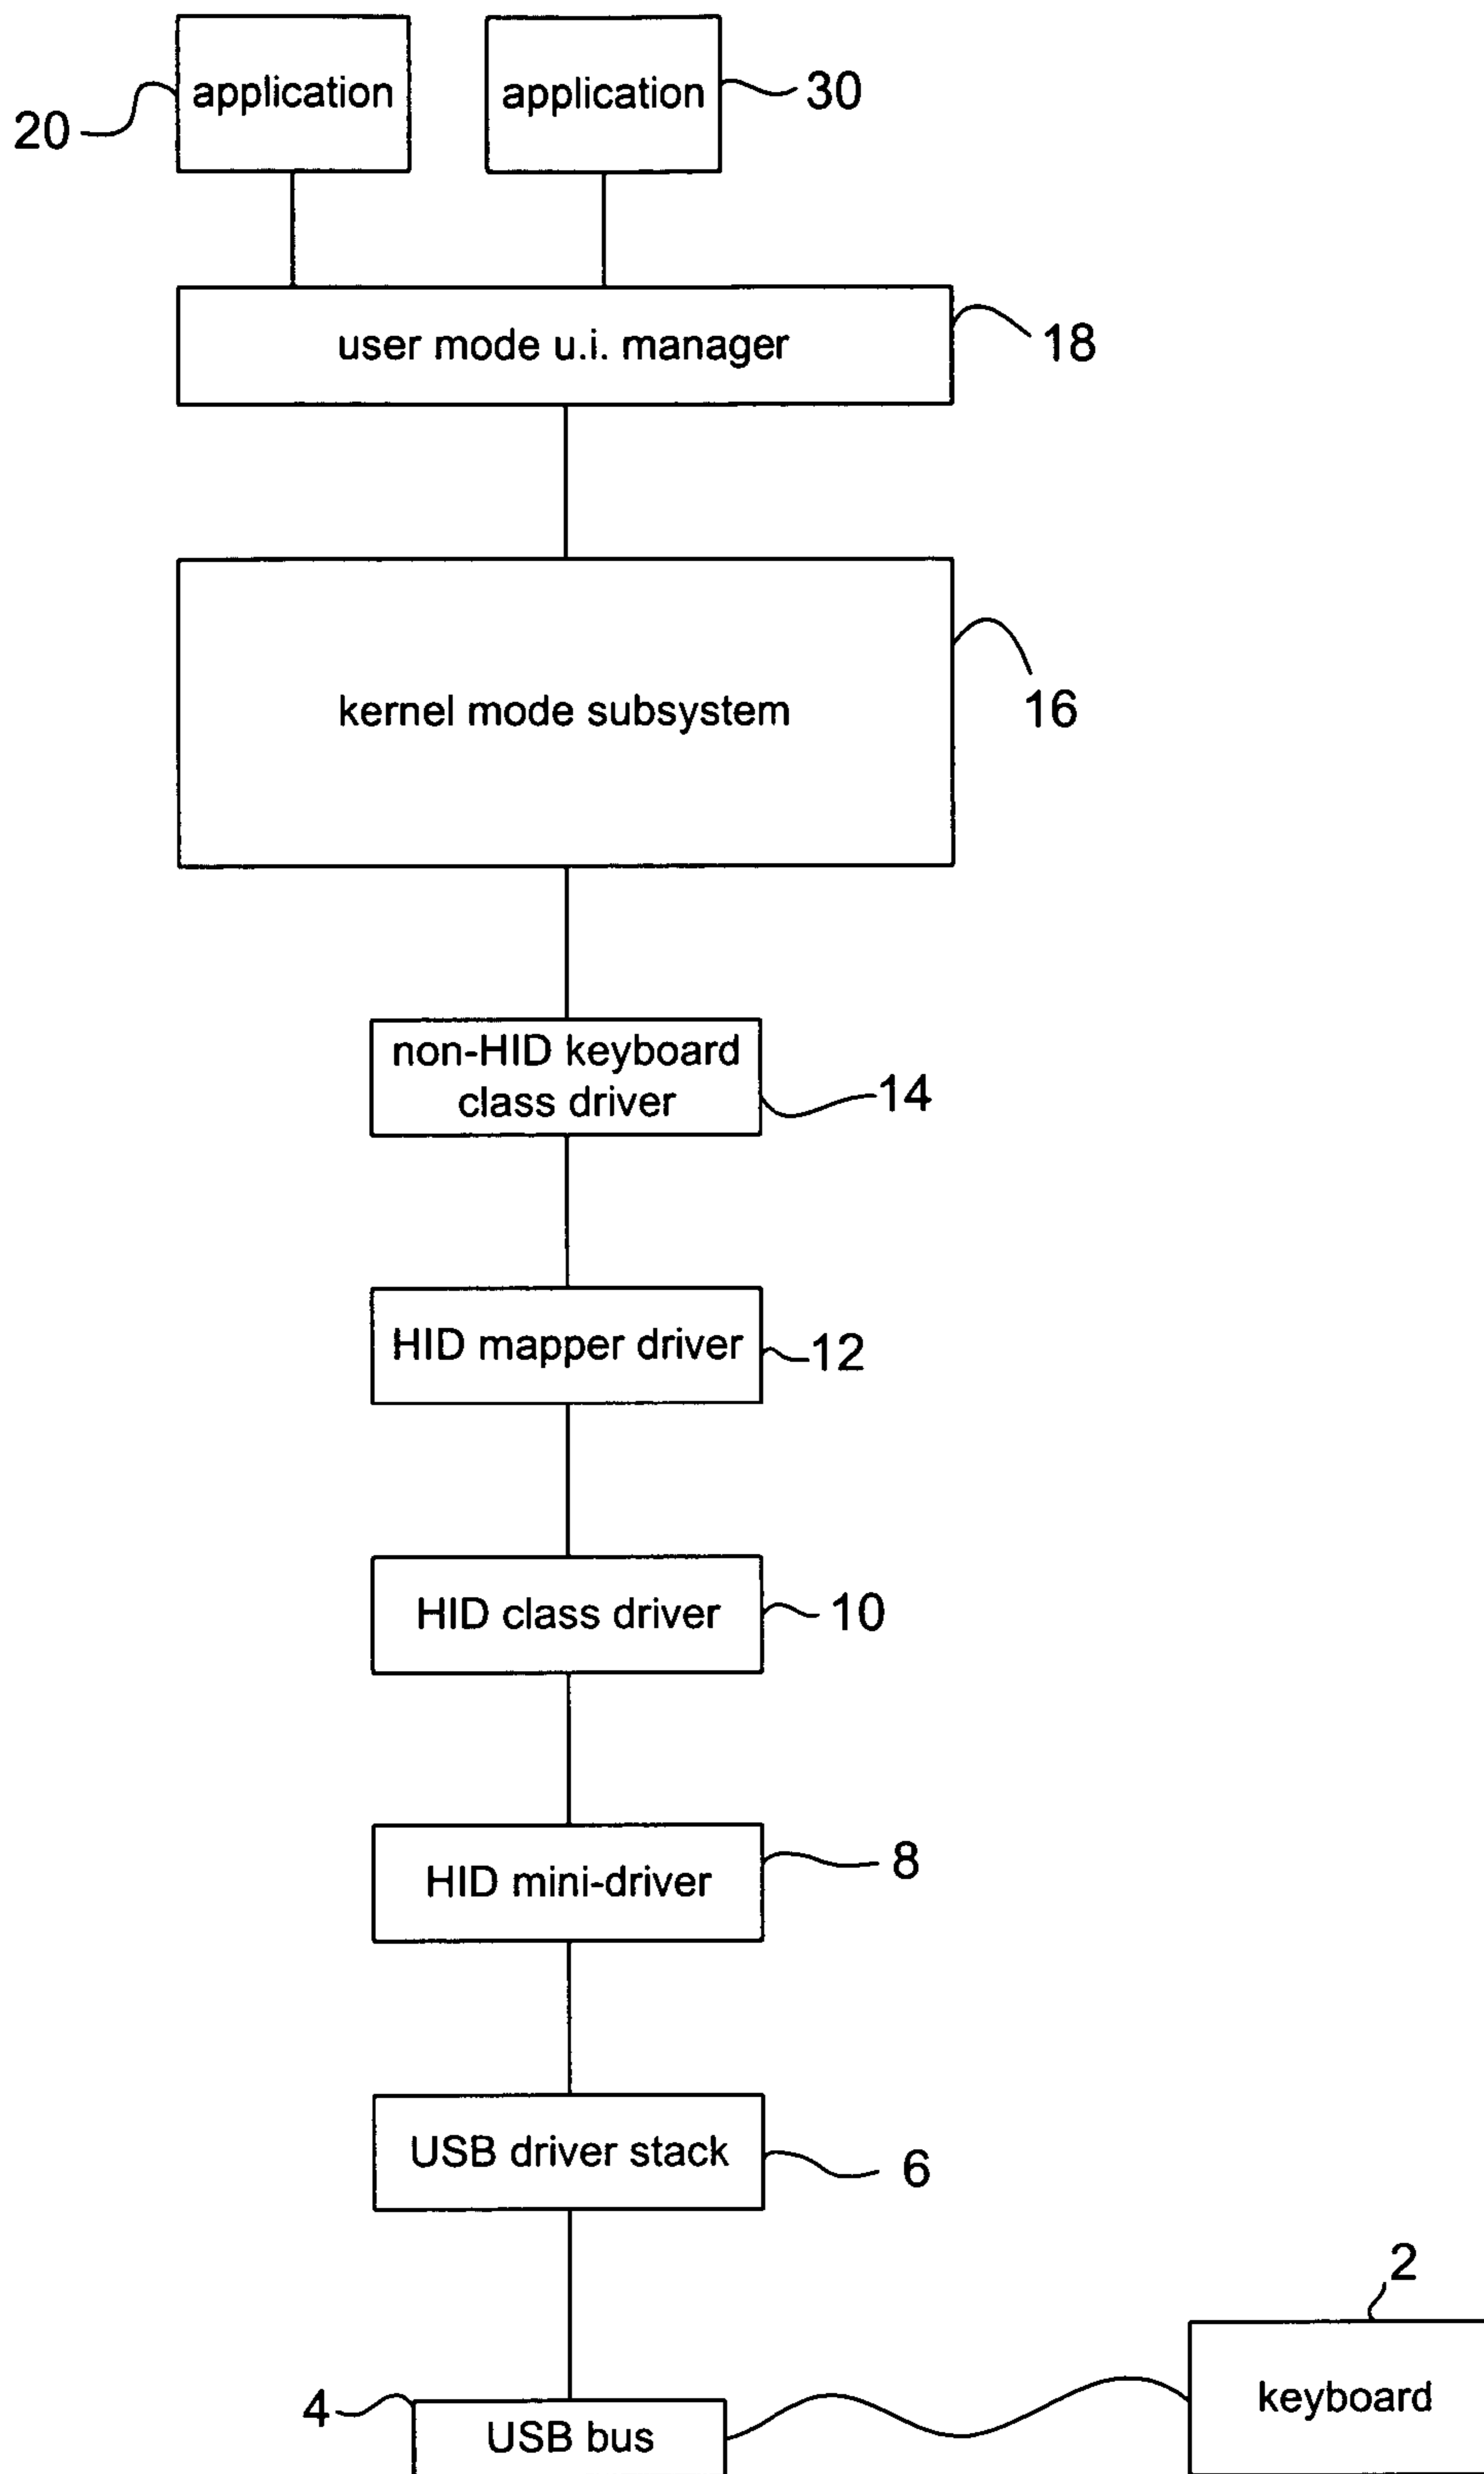 application
application
30
20
user mode u.i. manager
18
kernel mode subsystem
16
non-HID keyboard
class driver
14
HID mapper driver
12
HID class driver
10
HID mini-driver
8
USB driver stack
6
2
keyboard
4
USB bus